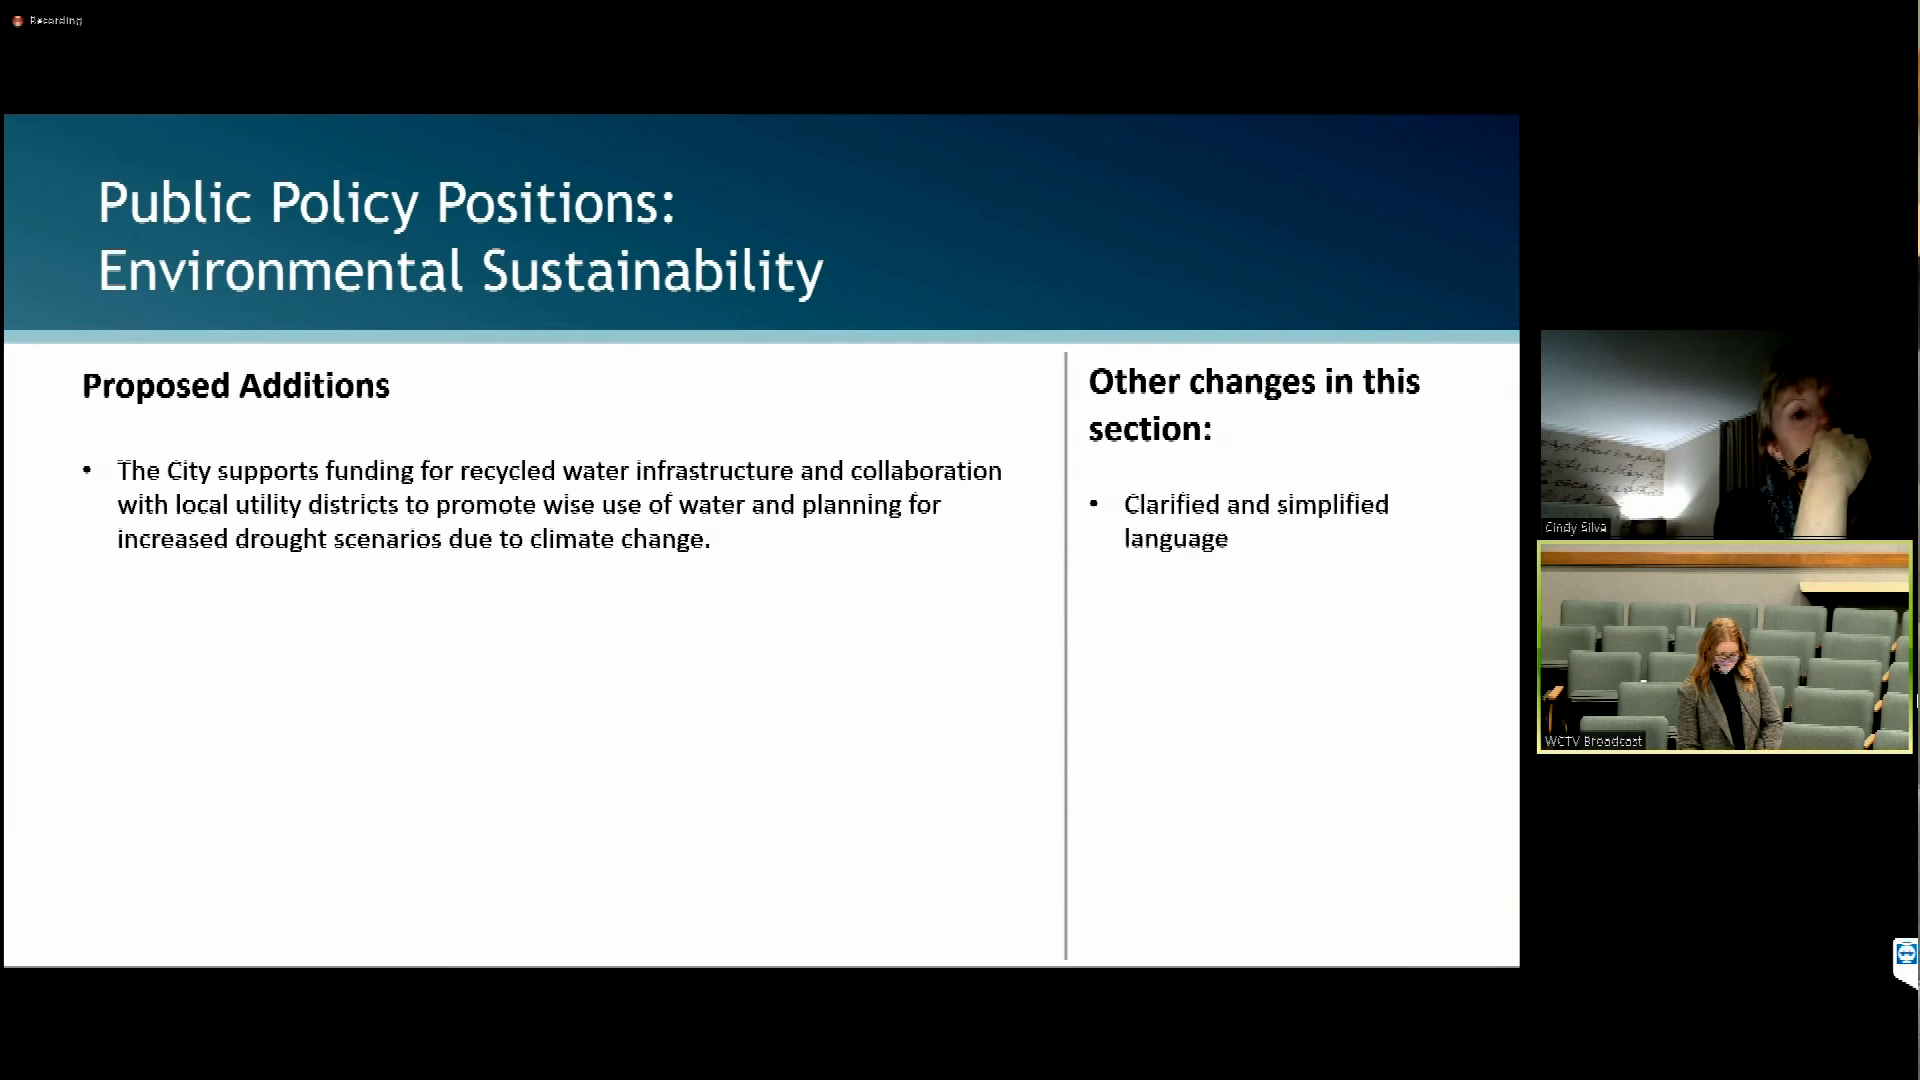 Recording
Public Policy Positions:
Environmental Sustainability
Proposed Additions
• The City supports funding for recycled water infrastructure and collaboration
with local utility districts to promote wise use of water and planning for
increased drought scenarios due to climate change.
Other changes in this
section:
• Clarified and simplified
language
Cindy Silva
WCTV Broadcast